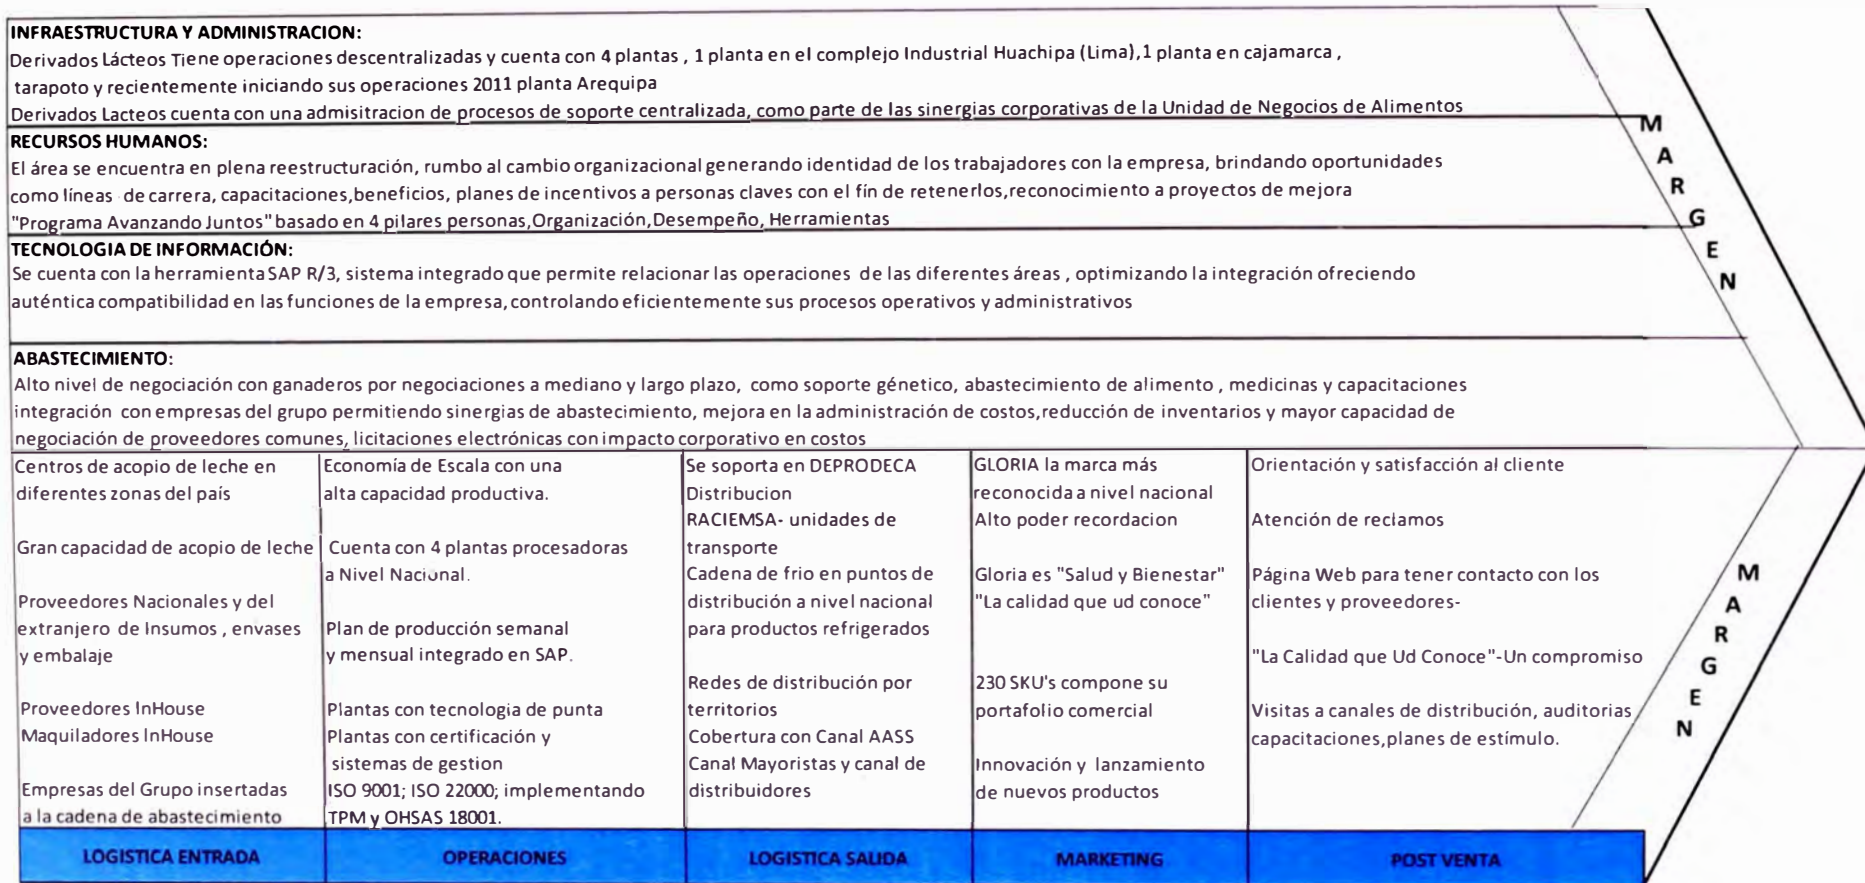 INFRAESTRUCTURA Y ADMINISTRACION:
Derivados Lácteos Tiene operaciones descentralizadas y cuenta con 4 plantas , 1 planta en el complejo Industrial Huachipa (Lima),1 planta en cajamarca ,
tarapoto y recientemente iniciando sus operaciones 2011 planta Arequipa
Derivados Lacteos cuenta con una admisitracion de procesos de soporte centralizada, como parte de las sinergias corporativas de la Unidad de Negocios de Alimentos
RECURSOS HUMANOS:
El área se encuentra en plena reestructuración, rumbo al cambio organizacional generando identidad de los trabajadores con la empresa, brindando oportunidades
como líneas de carrera, capacitaciones,beneficios, planes de incentivos a personas claves con el fín de retenerlos,reconocimiento a proyectos de mejora
"Programa Avanzando Juntos" basado en 4 pilares personas,Organización,Desempeño, Herramientas
TECNOLOGIA DE INFORMACIÓN:
Se cuenta con la herramienta SAP R/3, sistema integrado que permite relacionar las operaciones de las diferentes áreas , optimizando la integración ofreciendo
auténtica compatibilidad en las funciones de la empresa, controlando eficientemente sus procesos operativos y administrativos
ABASTECIMIENTO:
Alto nivel de negociación con ganaderos por negociaciones a mediano y largo plazo, como soporte génetico, abastecimiento de alimento , medicinas y capacitaciones
integración con empresas del grupo permitiendo sinergias de abastecimiento, mejora en la administración de costos,reducción de inventarios y mayor capacidad de
negociación de proveedores comunes, licitaciones electrónicas con impacto corporativo en costos
MARGEN
Centros de acopio de leche en
diferentes zonas del país
Gran capacidad de acopio de leche
Proveedores Nacionales y del
extranjero de Insumos , envases
y embalaje
Proveedores InHouse
Maquiladores InHouse
Empresas del Grupo insertadas
a la cadena de abastecimiento
LOGISTICA ENTRADA
Economía de Escala con una
alta capacidad productiva.
Cuenta con 4 plantas procesadoras
a Nivel Nacional.
Plan de producción semanal
y mensual integrado en SAP.
Plantas con tecnologia de punta
Plantas con certificación y
sistemas de gestion
ISO 9001; ISO 22000; implementando
TPM y OHSAS 18001.
OPERACIONES
Se soporta en DEPRODECA
Distribucion
RACIEMSA- unidades de
transporte
Cadena de frio en puntos de
distribución a nivel nacional
para productos refrigerados
Redes de distribución por
territorios
Cobertura con Canal AASS
Canal Mayoristas y canal de
distribuidores
LOGISTICA SALIDA
GLORIA la marca más
reconocida a nivel nacional
Alto poder recordacion
Gloria es "Salud y Bienestar"
"La calidad que ud conoce"
230 SKU's compone su
portafolio comercial
Innovación y lanzamiento
de nuevos productos
MARKETING
Orientación y satisfacción al cliente
Atención de reclamos
Página Web para tener contacto con los
clientes y proveedores-
"La Calidad que Ud Conoce"-Un compromiso
Visitas a canales de distribución, auditorias
capacitaciones,planes de estímulo.
POST VENTA
MARGEN